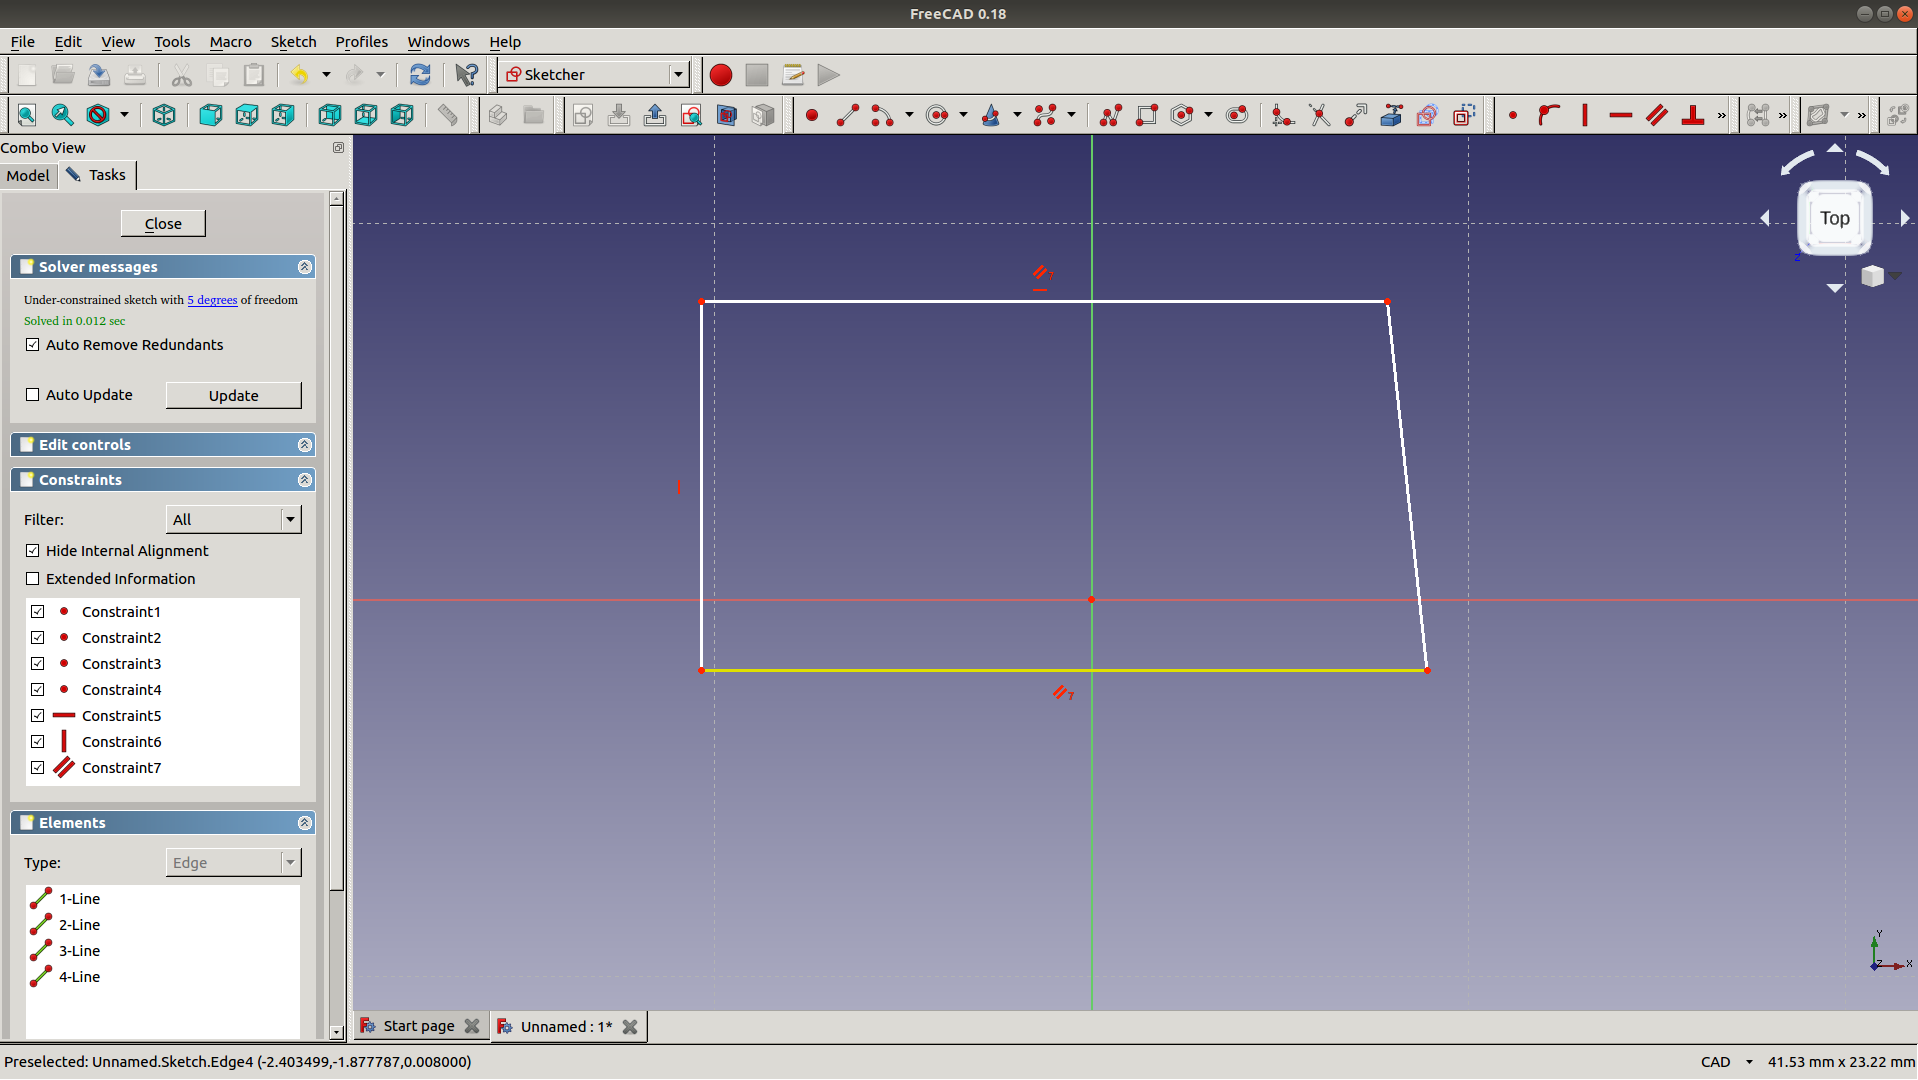 FreeCAD 0.18
File Edit View Tools Macro Sketch Profiles Windows Help
Sketcher
Combo View
Model Tasks
Close
Solver messages
Under-constrained sketch with 5 degrees of freedom
Solved in 0.012 sec
Auto Remove Redundants
Auto Update Update
Edit controls
Constraints
Filter: All
Hide Internal Alignment
Extended Information
Constraint1
Constraint2
Constraint3
Constraint4
Constraint5
Constraint6
Constraint7
Elements
Type: Edge
1-Line
2-Line
3-Line
4-Line
7
7
Top
Z
Y
Z X
Start page Unnamed : 1*
Preselected: Unnamed.Sketch.Edge4 (-2.403499,-1.877787,0.008000)
CAD 41.53 mm x 23.22 mm